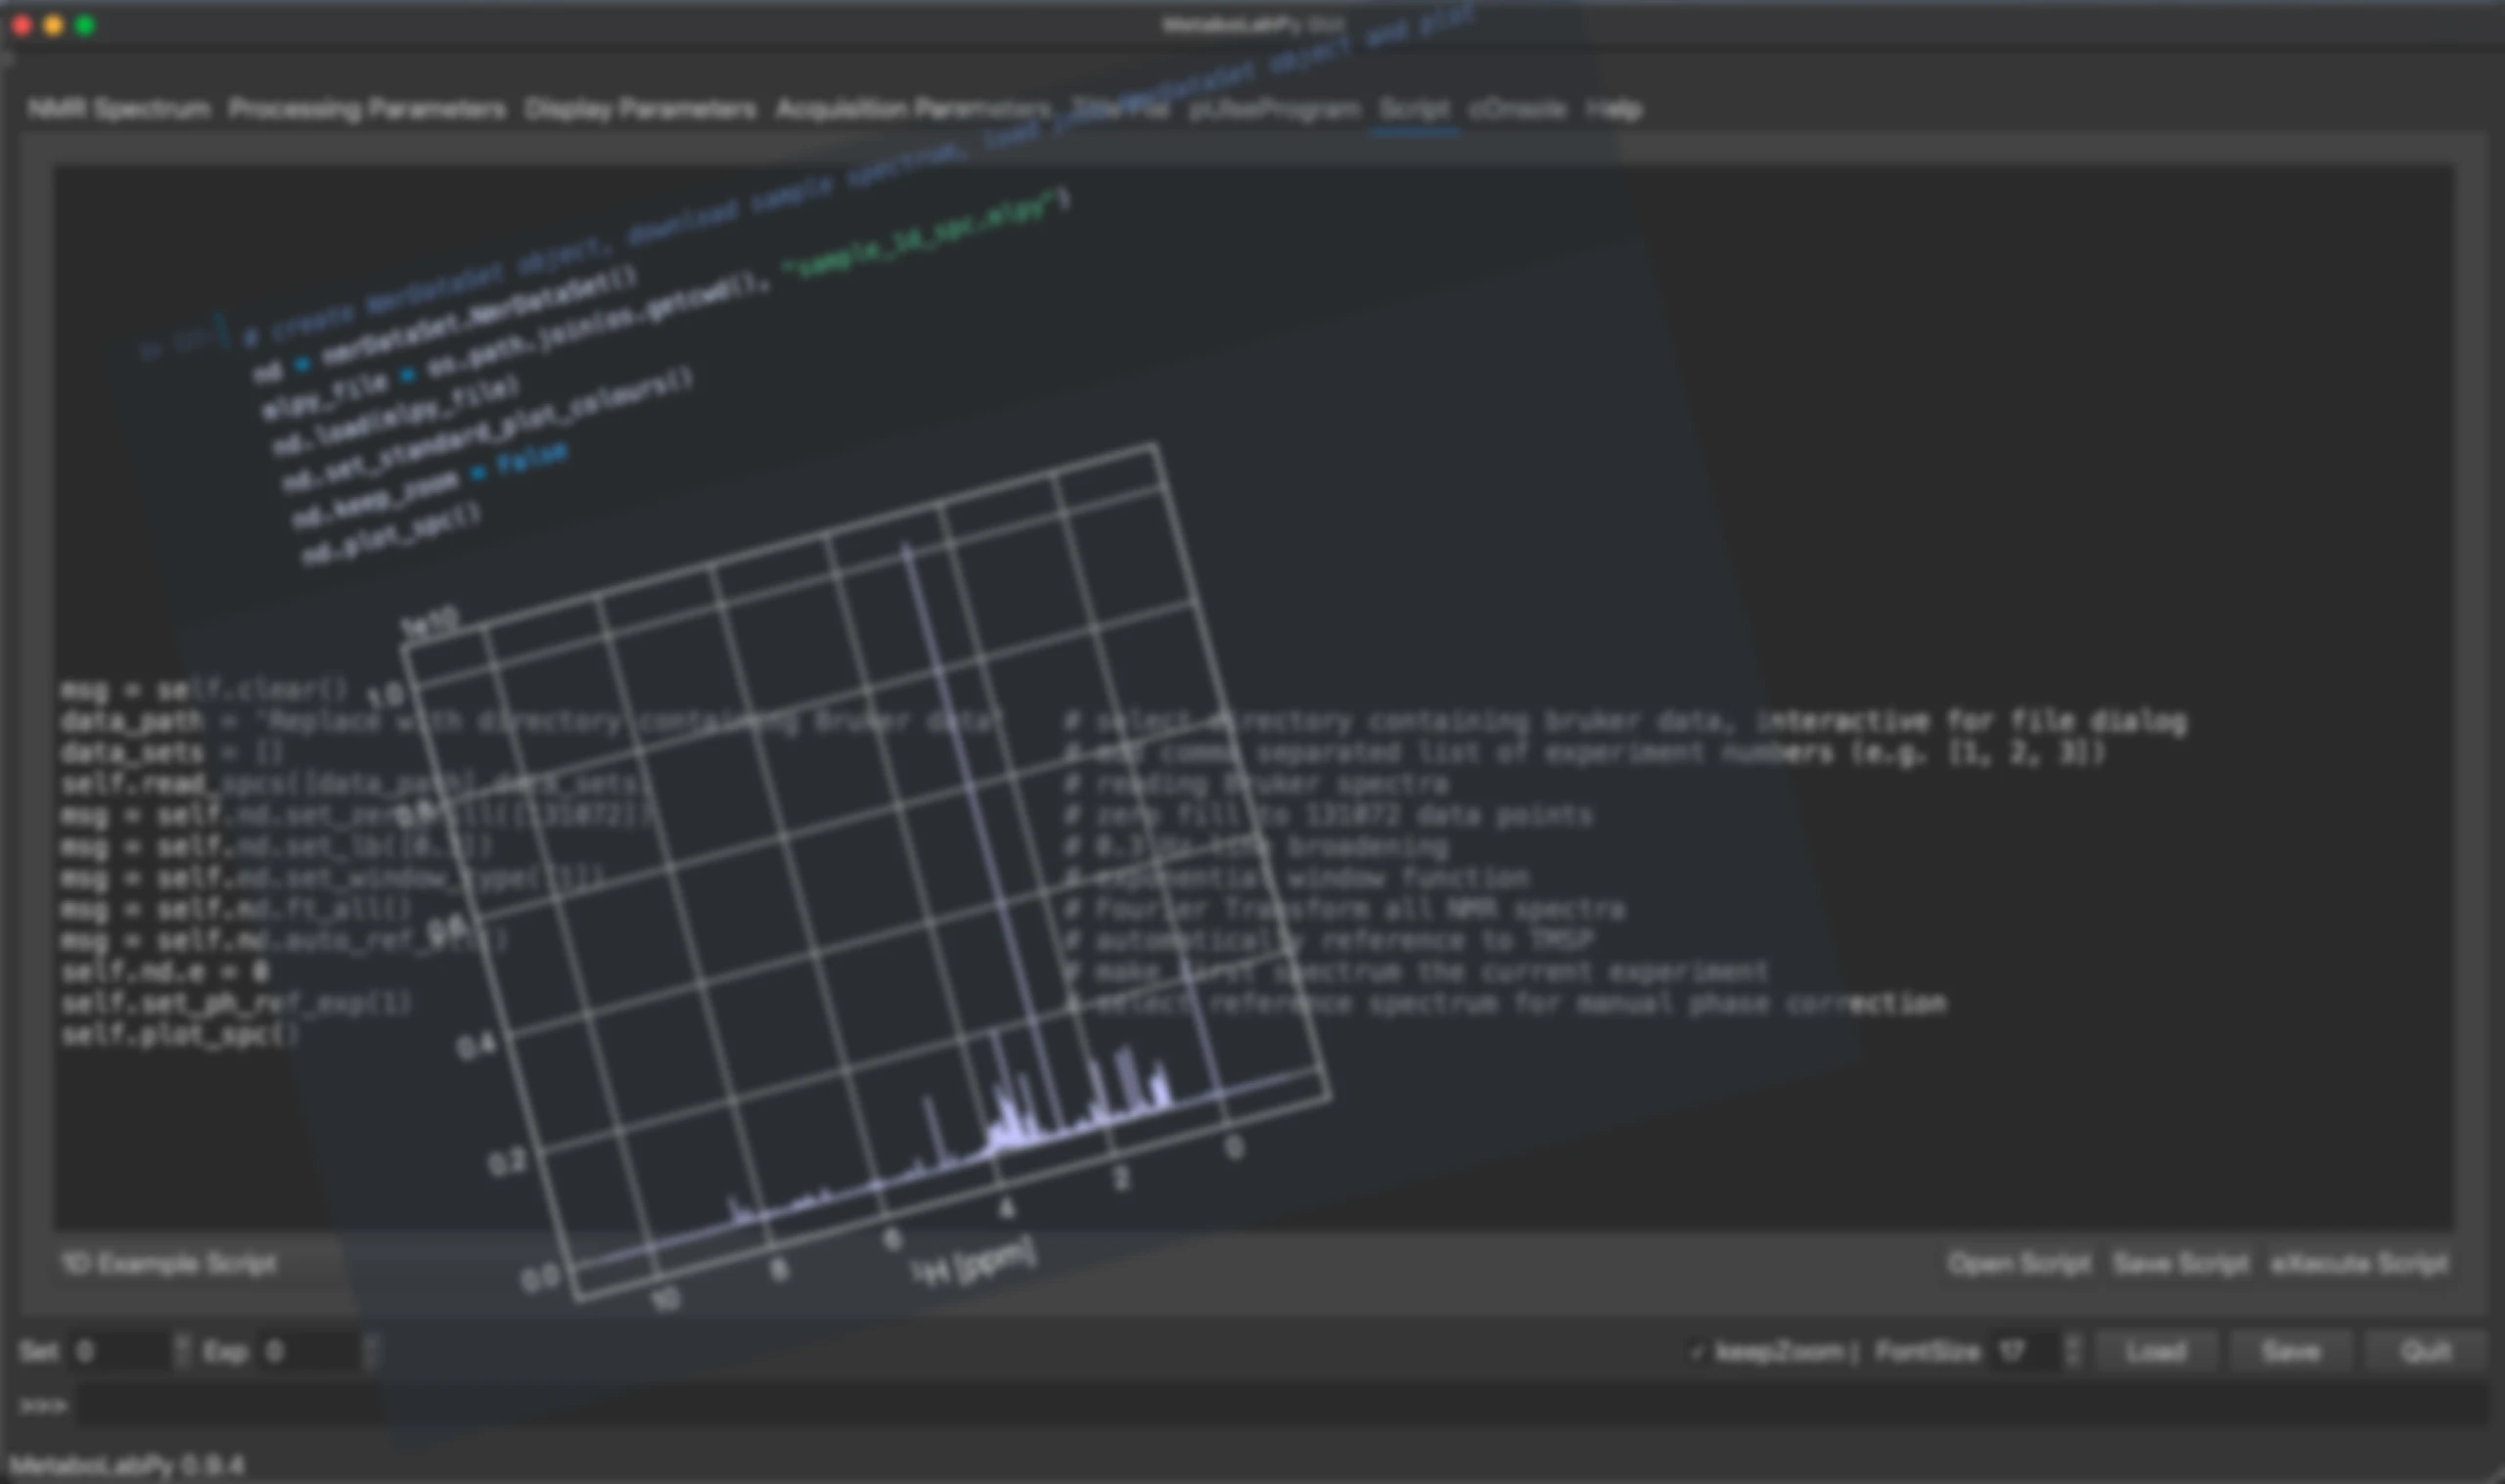 MetaboLabPy GUI
NMR Spectrum Processing Parameters Display Parameters Acquisition Parameters Title File pUlseProgram Script cOnsole Help
# create NmrDataSet object, download sample spectrum, load into nmrDataSet object and plot
nd = nmrDataSet.NmrDataSet()
mlpy_file = os.path.join(os.getcwd(), "sample_1d_spc.mlpy")
nd.load(mlpy_file)
nd.set_standard_plot_colours()
nd.keep_zoom = False
nd.plot_spc()
1e10
1.0
0.8
0.6
0.4
0.2
0.0
10 8 6 4 2 0
¹H [ppm]
msg = self.clear()
data_path = "Replace with directory containing Bruker data" # select directory containing bruker data, interactive for file dialog
data_sets = [] # add comma separated list of experiment numbers (e.g. [1, 2, 3])
self.read_spcs([data_path],data_sets) # reading Bruker spectra
msg = self.nd.set_zero_fill([131072]) # zero fill to 131072 data points
msg = self.nd.set_lb([0.3]) # 0.3 Hz line broadening
msg = self.nd.set_window_type([1]) # exponential window function
msg = self.nd.ft_all() # Fourier Transform all NMR spectra
msg = self.nd.auto_ref_all() # automatically reference to TMSP
self.nd.e = 0 # make first spectrum the current experiment
self.set_ph_ref_exp(1) # select reference spectrum for manual phase correction
self.plot_spc()
1D Example Script Open Script Save Script eXecute Script
Set 0 Exp 0 ✓ keepZoom | FontSize 17 Load Save Quit
>>>
MetaboLabPy 0.9.4